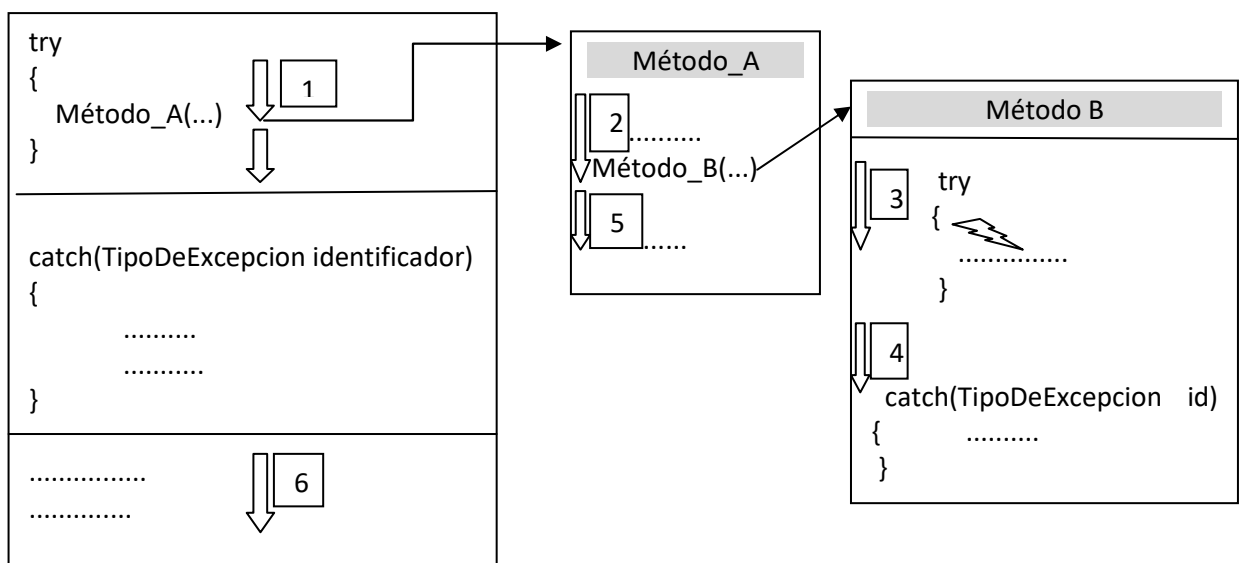 try
{
1
Método_A(...)
}
catch(TipoDeExcepcion identificador)
{
..........
...........
}
................
..............
6
Método_A
2
..........
Método_B(...)
5
......
Método B
3
try
{
...............
}
4
catch(TipoDeExcepcion id)
{ ..........
}